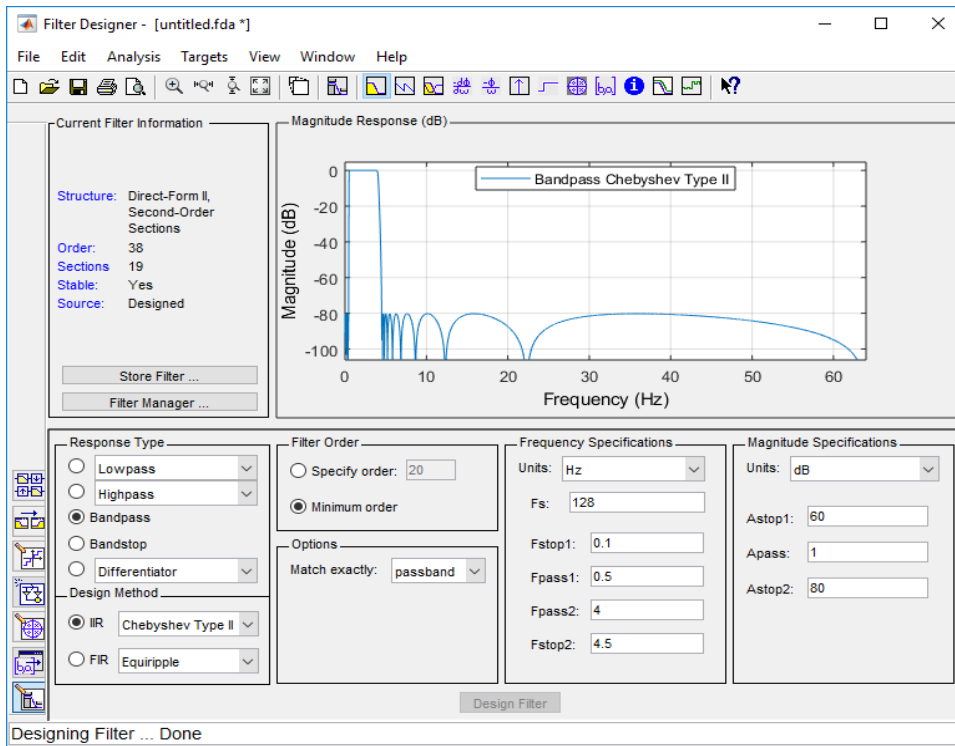 Filter Designer - [untitled.fda *]
File Edit Analysis Targets View Window Help
Current Filter Information
Structure: Direct-Form II,
Second-Order
Sections
Order: 38
Sections 19
Stable: Yes
Source: Designed
Store Filter ...
Filter Manager ...
Magnitude Response (dB)
Bandpass Chebyshev Type II
Magnitude (dB)
0
-20
-40
-60
-80
-100
0 10 20 30 40 50 60
Frequency (Hz)
Response Type
Lowpass
Highpass
Bandpass
Bandstop
Differentiator
Design Method
IIR Chebyshev Type II
FIR Equiripple
Filter Order
Specify order: 20
Minimum order
Options
Match exactly: passband
Frequency Specifications
Units: Hz
Fs: 128
Fstop1: 0.1
Fpass1: 0.5
Fpass2: 4
Fstop2: 4.5
Magnitude Specifications
Units: dB
Astop1: 60
Apass: 1
Astop2: 80
Design Filter
Designing Filter ... Done